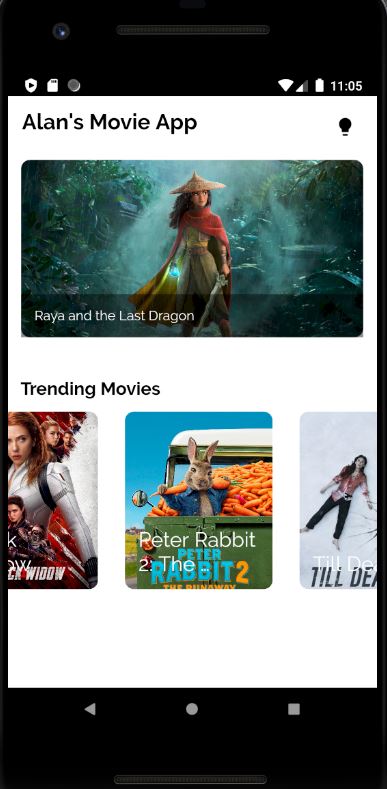 11:05
Alan's Movie App
Raya and the Last Dragon
Trending Movies
k
ow
CK WIDOW
Peter Rabbit
2: The ...
PETER
RABBIT 2
THE RUNAWAY
Till De
TILL DEA